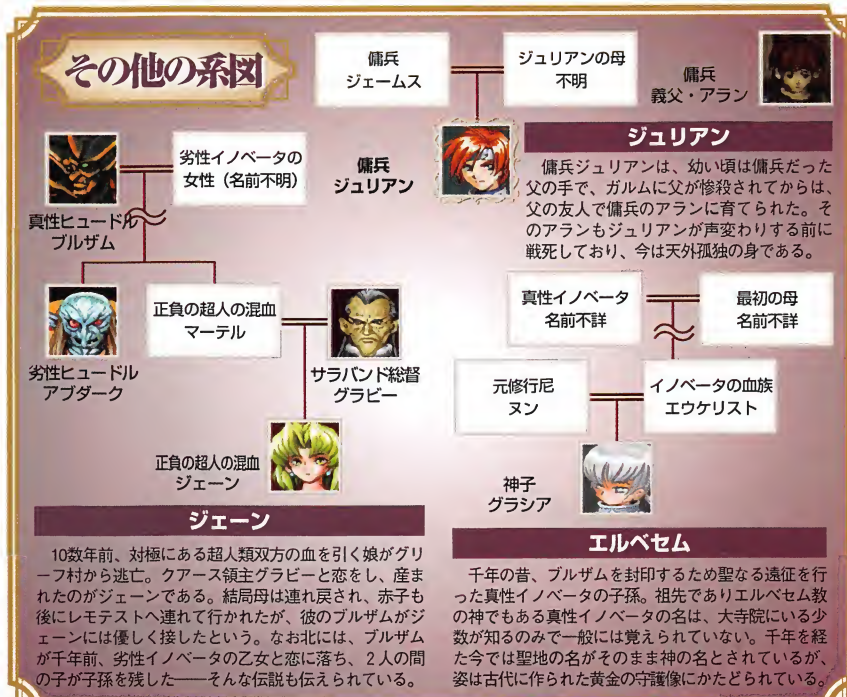 その他の系図
傭兵
ジェームス
ジュリアンの母
不明
傭兵
義父・アラン
傭兵
ジュリアン
ジュリアン
傭兵ジュリアンは、幼い頃は傭兵だった
父の手で、ガルムに父が惨殺されてからは、
父の友人で傭兵のアランに育てられた。そ
のアランもジュリアンが声変わりする前に
戦死しており、今は天外孤独の身である。
真性ヒュードル
ブルザム
劣性イノベータの
女性（名前不明）
劣性ヒュードル
アブダーク
正負の超人の混血
マーテル
サラバンド総督
グラビー
正負の超人の混血
ジェーン
ジェーン
10数年前、対極にある超人類双方の血を引く娘がグリ
ーフ村から逃亡。クアース領主グラビーと恋をし、産ま
れたのがジェーンである。結局母は連れ戻され、赤子も
後にレモテストへ連れて行かれたが、彼のブルザムがジ
ェーンには優しく接したという。なお北には、ブルザム
が千年前、劣性イノベータの乙女と恋に落ち、2人の間
の子が子孫を残した――そんな伝説も伝えられている。
真性イノベータ
名前不詳
最初の母
名前不詳
元修行尼
ヌン
イノベータの血族
エウケリスト
神子
グラシア
エルベセム
千年の昔、ブルザムを封印するため聖なる遠征を行
った真性イノベータの子孫。祖先でありエルベセム教
の神でもある真性イノベータの名は、大寺院にいる少
数が知るのみで一般には覚えられていない。千年を経
た今では聖地の名がそのまま神の名とされているが、
姿は古代に作られた黄金の守護像にかたどられている。